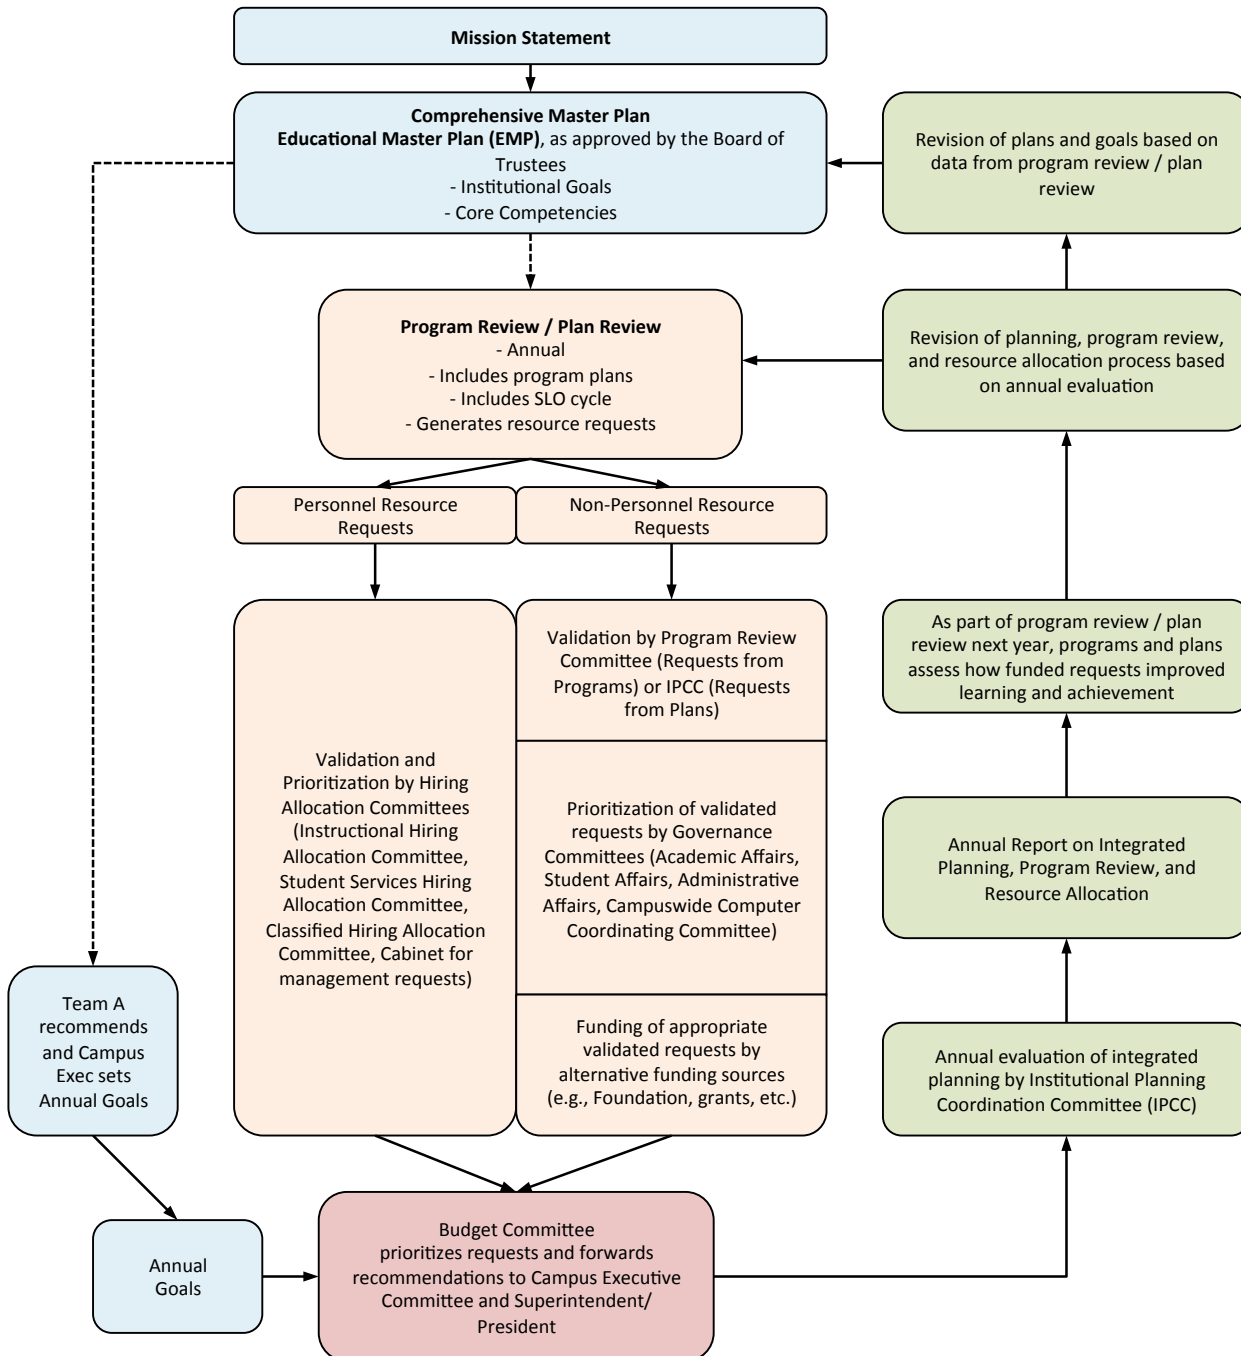 Mission Statement
Comprehensive Master Plan
Educational Master Plan (EMP), as approved by the Board of
Trustees
- Institutional Goals
- Core Competencies
Revision of plans and goals based on
data from program review / plan
review
Program Review / Plan Review
- Annual
- Includes program plans
- Includes SLO cycle
- Generates resource requests
Revision of planning, program review,
and resource allocation process based
on annual evaluation
Personnel Resource
Requests
Non-Personnel Resource
Requests
Validation and
Prioritization by Hiring
Allocation Committees
(Instructional Hiring
Allocation Committee,
Student Services Hiring
Allocation Committee,
Classified Hiring Allocation
Committee, Cabinet for
management requests)
Validation by Program Review
Committee (Requests from
Programs) or IPCC (Requests
from Plans)
Prioritization of validated
requests by Governance
Committees (Academic Affairs,
Student Affairs, Administrative
Affairs, Campuswide Computer
Coordinating Committee)
Funding of appropriate
validated requests by
alternative funding sources
(e.g., Foundation, grants, etc.)
As part of program review / plan
review next year, programs and plans
assess how funded requests improved
learning and achievement
Annual Report on Integrated
Planning, Program Review, and
Resource Allocation
Annual evaluation of integrated
planning by Institutional Planning
Coordination Committee (IPCC)
Team A
recommends
and Campus
Exec sets
Annual Goals
Annual
Goals
Budget Committee
prioritizes requests and forwards
recommendations to Campus Executive
Committee and Superintendent/
President